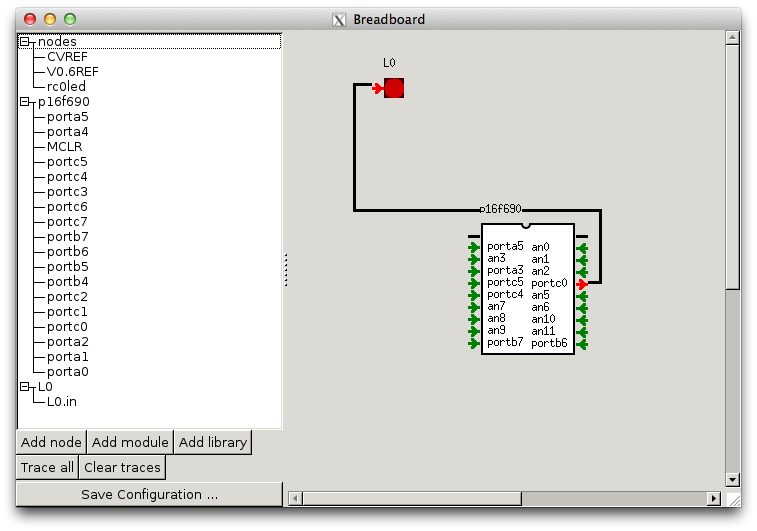 Breadboard
nodes
CVREF
V0.6REF
rc0led
p16f690
porta5
porta4
MCLR
portc5
portc4
portc3
portc6
portc7
portb7
portb6
portb5
portb4
portc2
portc1
portc0
porta2
porta1
porta0
L0
L0.in
Add node Add module Add library
Trace all Clear traces
Save Configuration ...
L0
p16f690
porta5 an0
an3 an1
porta3 an2
portc5 portc0
portc4 an5
an7 an6
an8 an10
an9 an11
portb7 portb6